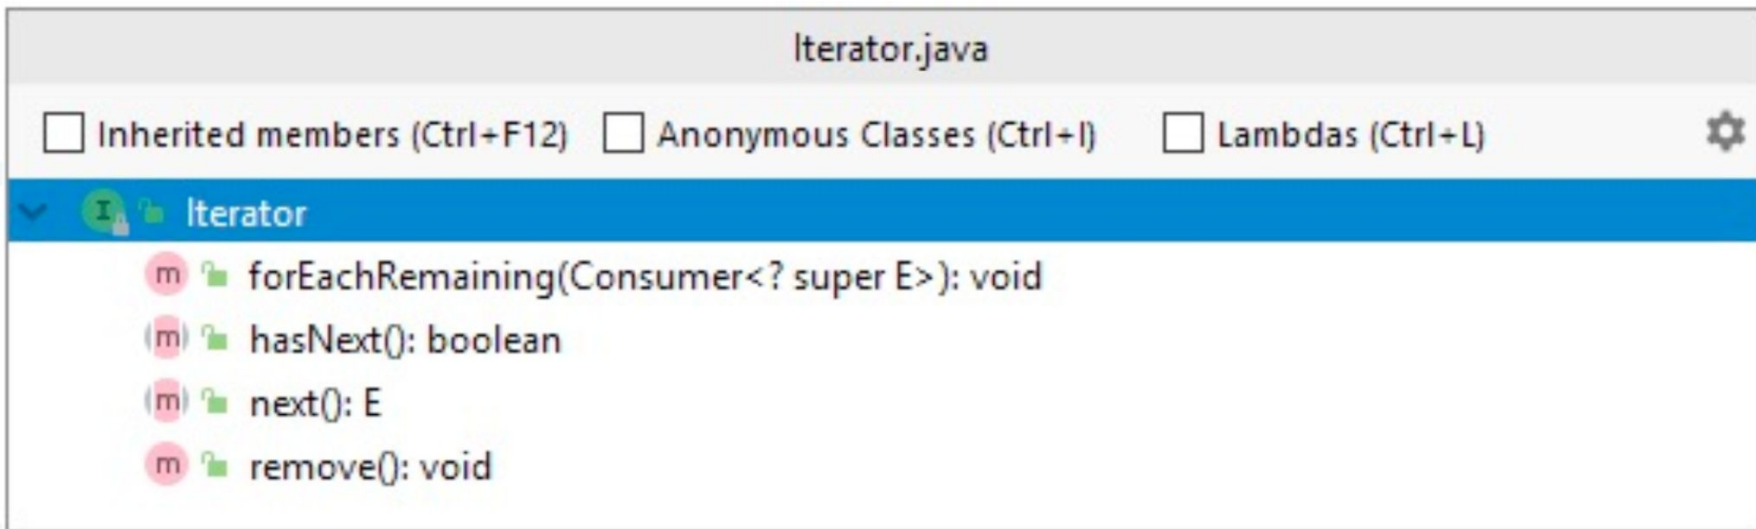 Iterator.java
Inherited members (Ctrl+F12) Anonymous Classes (Ctrl+I) Lambdas (Ctrl+L)
I Iterator
m forEachRemaining(Consumer<? super E>): void
m hasNext(): boolean
m next(): E
m remove(): void